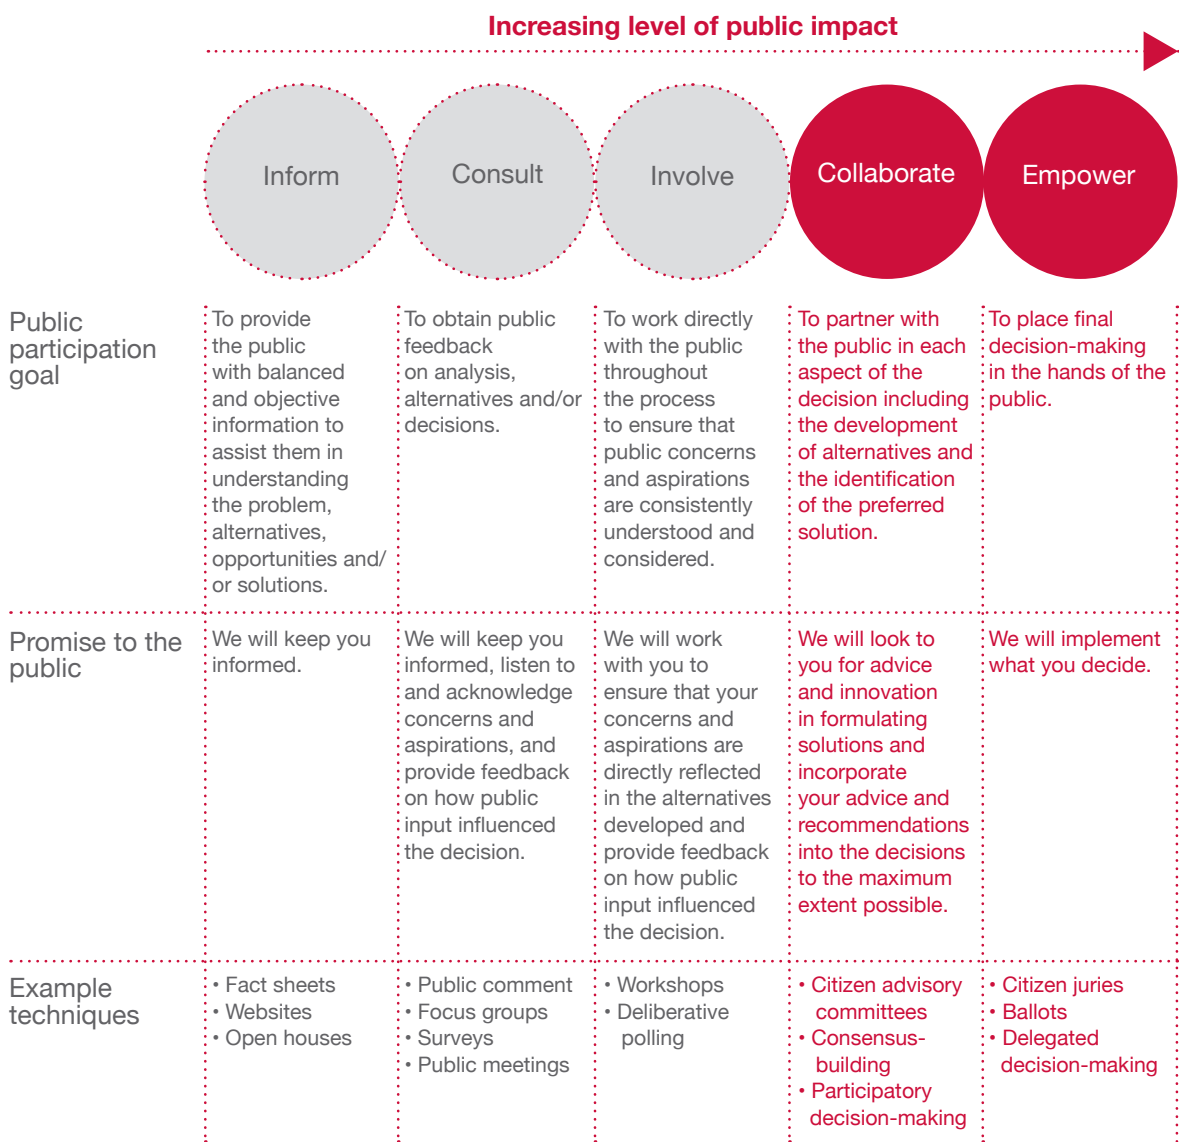 Increasing level of public impact
Inform
Consult
Involve
Collaborate
Empower
Public
participation
goal
To provide
the public
with balanced
and objective
information to
assist them in
understanding
the problem,
alternatives,
opportunities and/
or solutions.
To obtain public
feedback
on analysis,
alternatives and/or
decisions.
To work directly
with the public
throughout
the process
to ensure that
public concerns
and aspirations
are consistently
understood and
considered.
To partner with
the public in each
aspect of the
decision including
the development
of alternatives and
the identification
of the preferred
solution.
To place final
decision-making
in the hands of the
public.
Promise to the
public
We will keep you
informed.
We will keep you
informed, listen to
and acknowledge
concerns and
aspirations, and
provide feedback
on how public
input influenced
the decision.
We will work
with you to
ensure that your
concerns and
aspirations are
directly reflected
in the alternatives
developed and
provide feedback
on how public
input influenced
the decision.
We will look to
you for advice
and innovation
in formulating
solutions and
incorporate
your advice and
recommendations
into the decisions
to the maximum
extent possible.
We will implement
what you decide.
Example
techniques
• Fact sheets
• Websites
• Open houses
• Public comment
• Focus groups
• Surveys
• Public meetings
• Workshops
• Deliberative
polling
• Citizen advisory
committees
• Consensus-
building
• Participatory
decision-making
• Citizen juries
• Ballots
• Delegated
decision-making